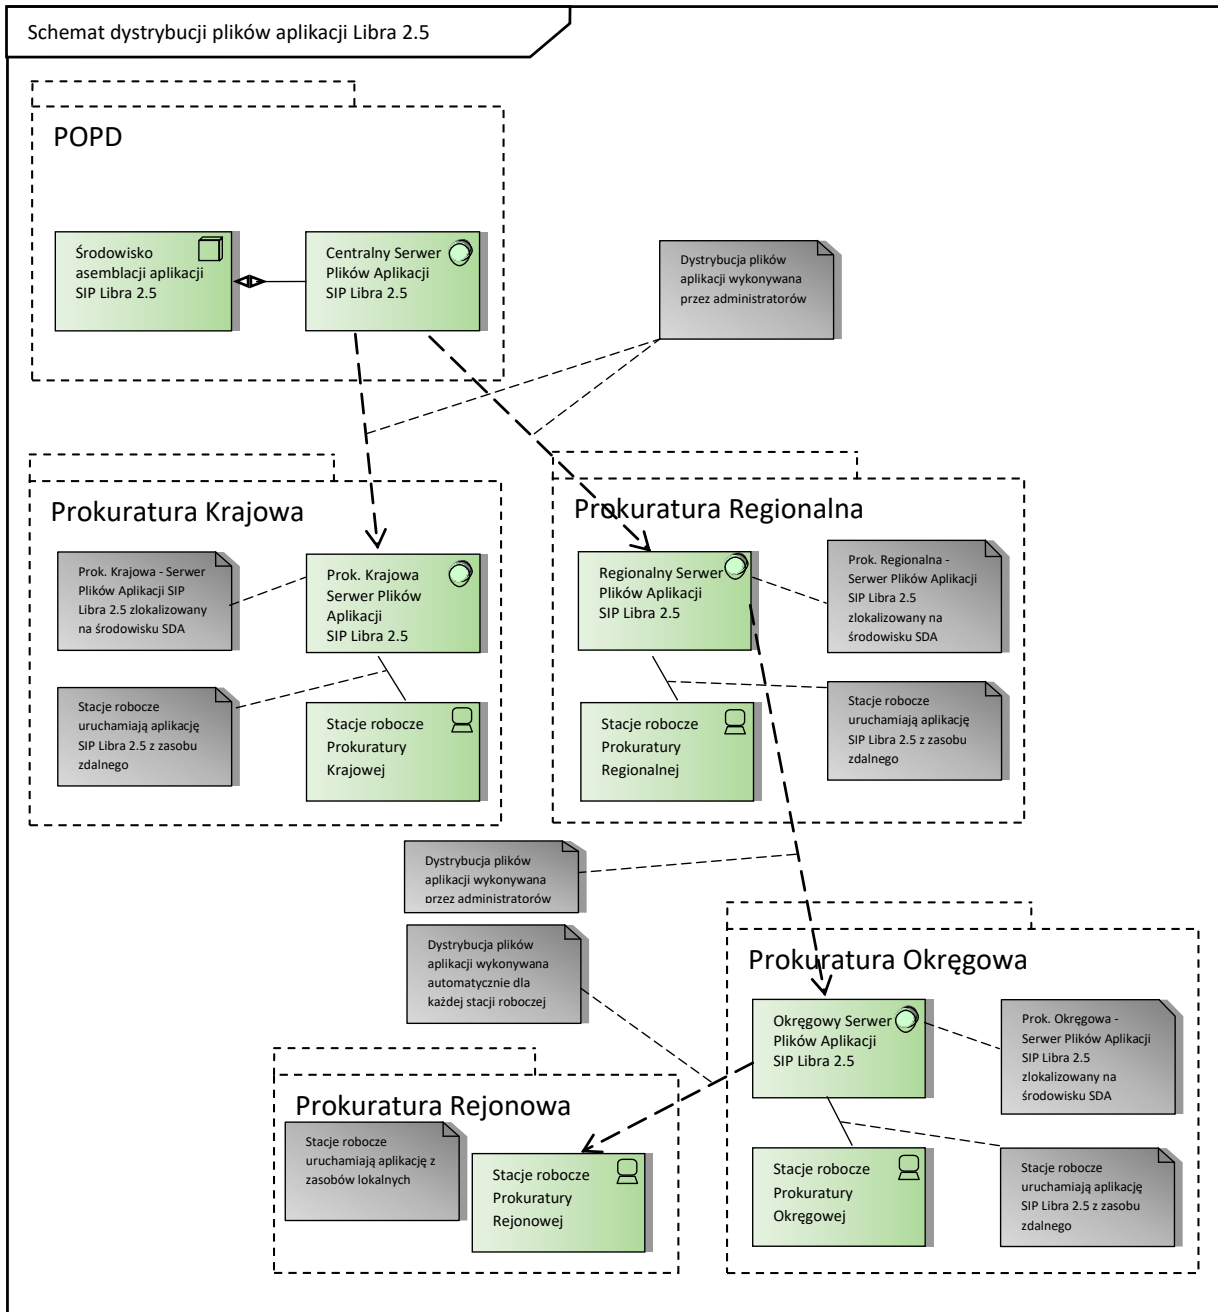 Schemat dystrybucji plików aplikacji Libra 2.5
POPD
Środowisko
asemblacji aplikacji
SIP Libra 2.5
Centralny Serwer
Plików Aplikacji
SIP Libra 2.5
Dystrybucja plików
aplikacji wykonywana
przez administratorów
Prokuratura Krajowa
Prok. Krajowa - Serwer
Plików Aplikacji SIP
Libra 2.5 zlokalizowany
na środowisku SDA
Prok. Krajowa
Serwer Plików
Aplikacji
SIP Libra 2.5
Stacje robocze
uruchamiają aplikację
SIP Libra 2.5 z zasobu
zdalnego
Stacje robocze
Prokuratury
Krajowej
Prokuratura Regionalna
Regionalny Serwer
Plików Aplikacji
SIP Libra 2.5
Prok. Regionalna -
Serwer Plików Aplikacji
SIP Libra 2.5
zlokalizowany na
środowisku SDA
Stacje robocze
Prokuratury
Regionalnej
Stacje robocze
uruchamiają aplikację
SIP Libra 2.5 z zasobu
zdalnego
Dystrybucja plików
aplikacji wykonywana
przez administratorów
Dystrybucja plików
aplikacji wykonywana
automatycznie dla
każdej stacji roboczej
Prokuratura Okręgowa
Okręgowy Serwer
Plików Aplikacji
SIP Libra 2.5
Prok. Okręgowa -
Serwer Plików Aplikacji
SIP Libra 2.5
zlokalizowany na
środowisku SDA
Stacje robocze
Prokuratury
Okręgowej
Stacje robocze
uruchamiają aplikację
SIP Libra 2.5 z zasobu
zdalnego
Prokuratura Rejonowa
Stacje robocze
uruchamiają aplikację z
zasobów lokalnych
Stacje robocze
Prokuratury
Rejonowej